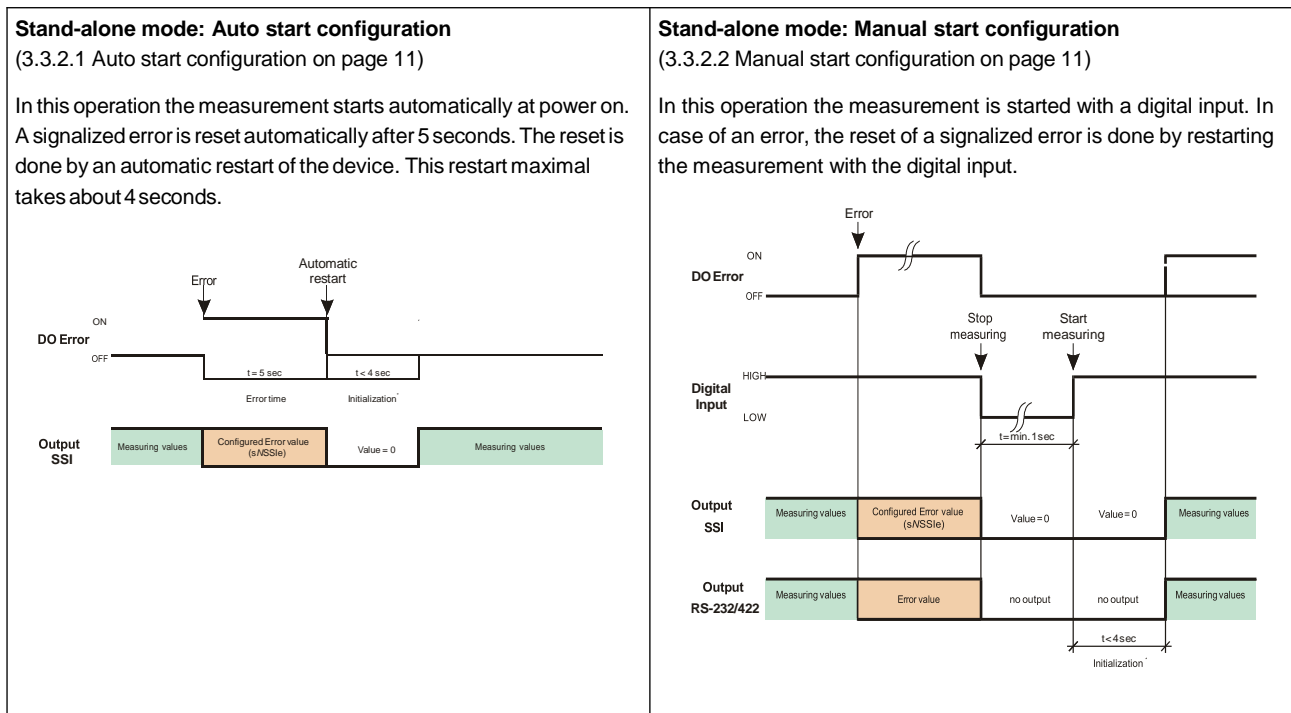 Stand-alone mode: Auto start configuration
(3.3.2.1 Auto start configuration on page 11)
In this operation the measurement starts automatically at power on.
A signalized error is reset automatically after 5 seconds. The reset is
done by an automatic restart of the device. This restart maximal
takes about 4 seconds.
Error
Automatic
restart
ON
DO Error
OFF
t = 5 sec
t < 4 sec
Error time
Initialization
Output
SSI
Measuring values
Configured Error value
(sNSSIe)
Value = 0
Measuring values
Stand-alone mode: Manual start configuration
(3.3.2.2 Manual start configuration on page 11)
In this operation the measurement is started with a digital input. In
case of an error, the reset of a signalized error is done by restarting
the measurement with the digital input.
Error
ON
DO Error
OFF
Stop
measuring
Start
measuring
HIGH
Digital
Input
LOW
t = min. 1 sec
Output
SSI
Measuring values
Configured Error value
(sNSSIe)
Value = 0
Value = 0
Measuring values
Output
RS-232/422
Measuring values
Error value
no output
no output
Measuring values
t < 4 sec
Initialization